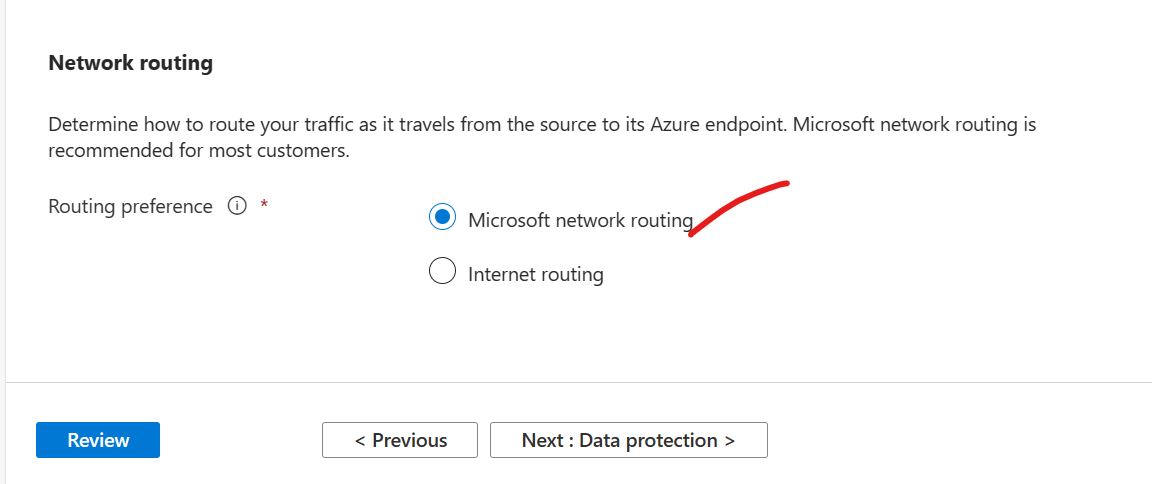 Network routing
Determine how to route your traffic as it travels from the source to its Azure endpoint. Microsoft network routing is
recommended for most customers.
Routing preference ⓘ *
Microsoft network routing
Internet routing
Review
< Previous
Next : Data protection >